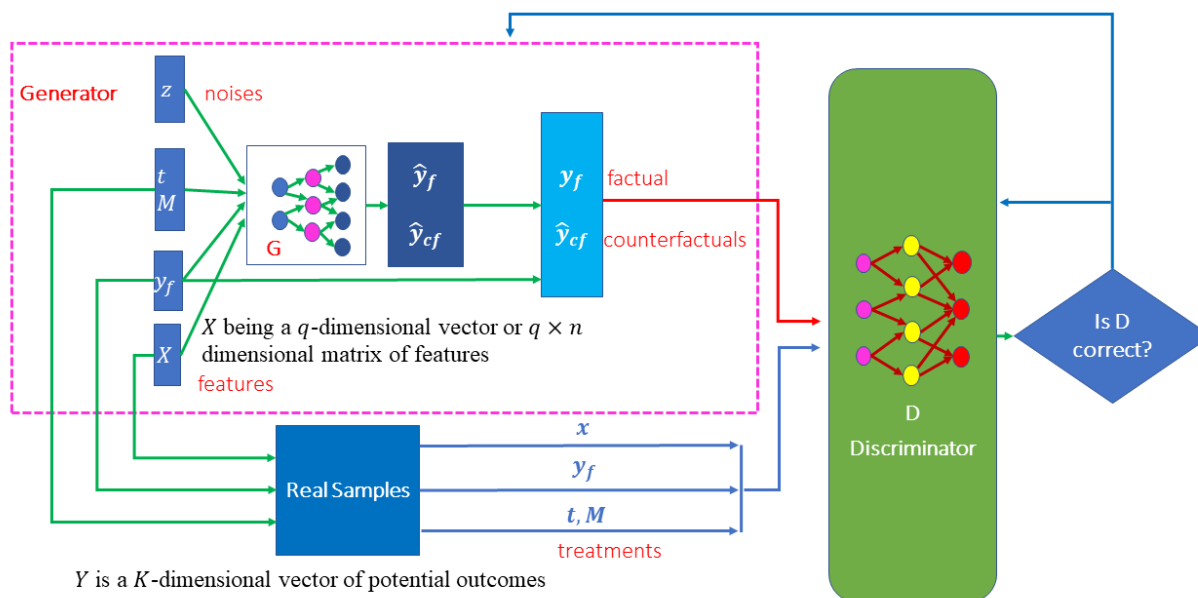 Generator
z
noises
t
M
y_f
X
features
G
ŷ_f
ŷ_cf
y_f
ŷ_cf
factual
counterfactuals
X being a q-dimensional vector or q × n
dimensional matrix of features
Real Samples
x
y_f
t, M
treatments
Y is a K-dimensional vector of potential outcomes
D
Discriminator
Is D
correct?